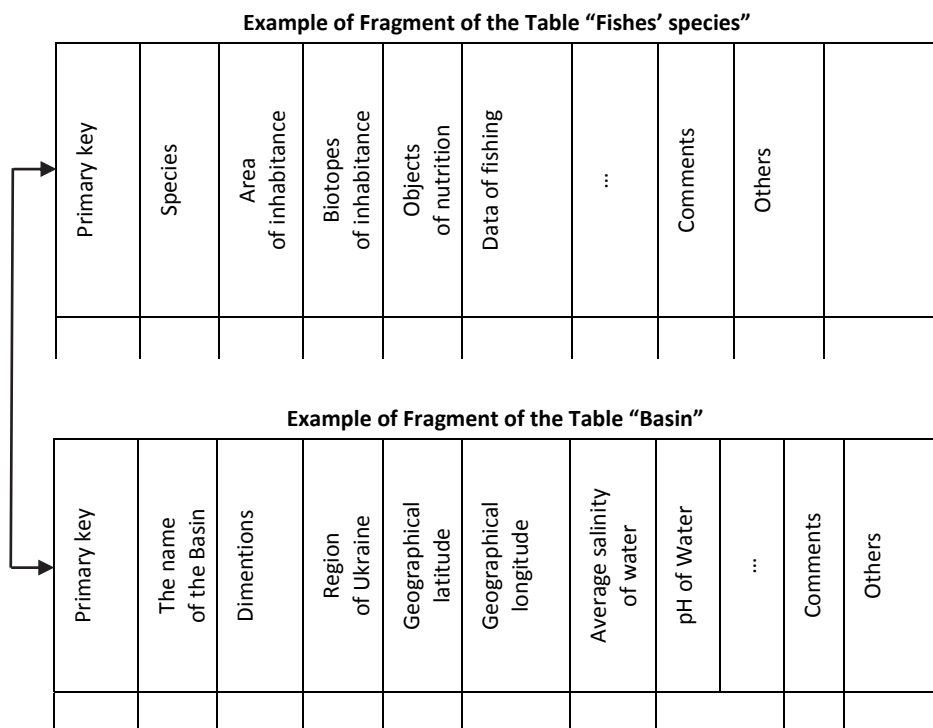 Example of Fragment of the Table “Fishes’ species”
Primary key
Species
Area
of inhabitance
Biotopes
of inhabitance
Objects
of nutrition
Data of fishing
...
Comments
Others
Example of Fragment of the Table “Basin”
Primary key
The name
of the Basin
Dimentions
Region
of Ukraine
Geographical
latitude
Geographical
longitude
Average salinity
of water
pH of Water
...
Comments
Others